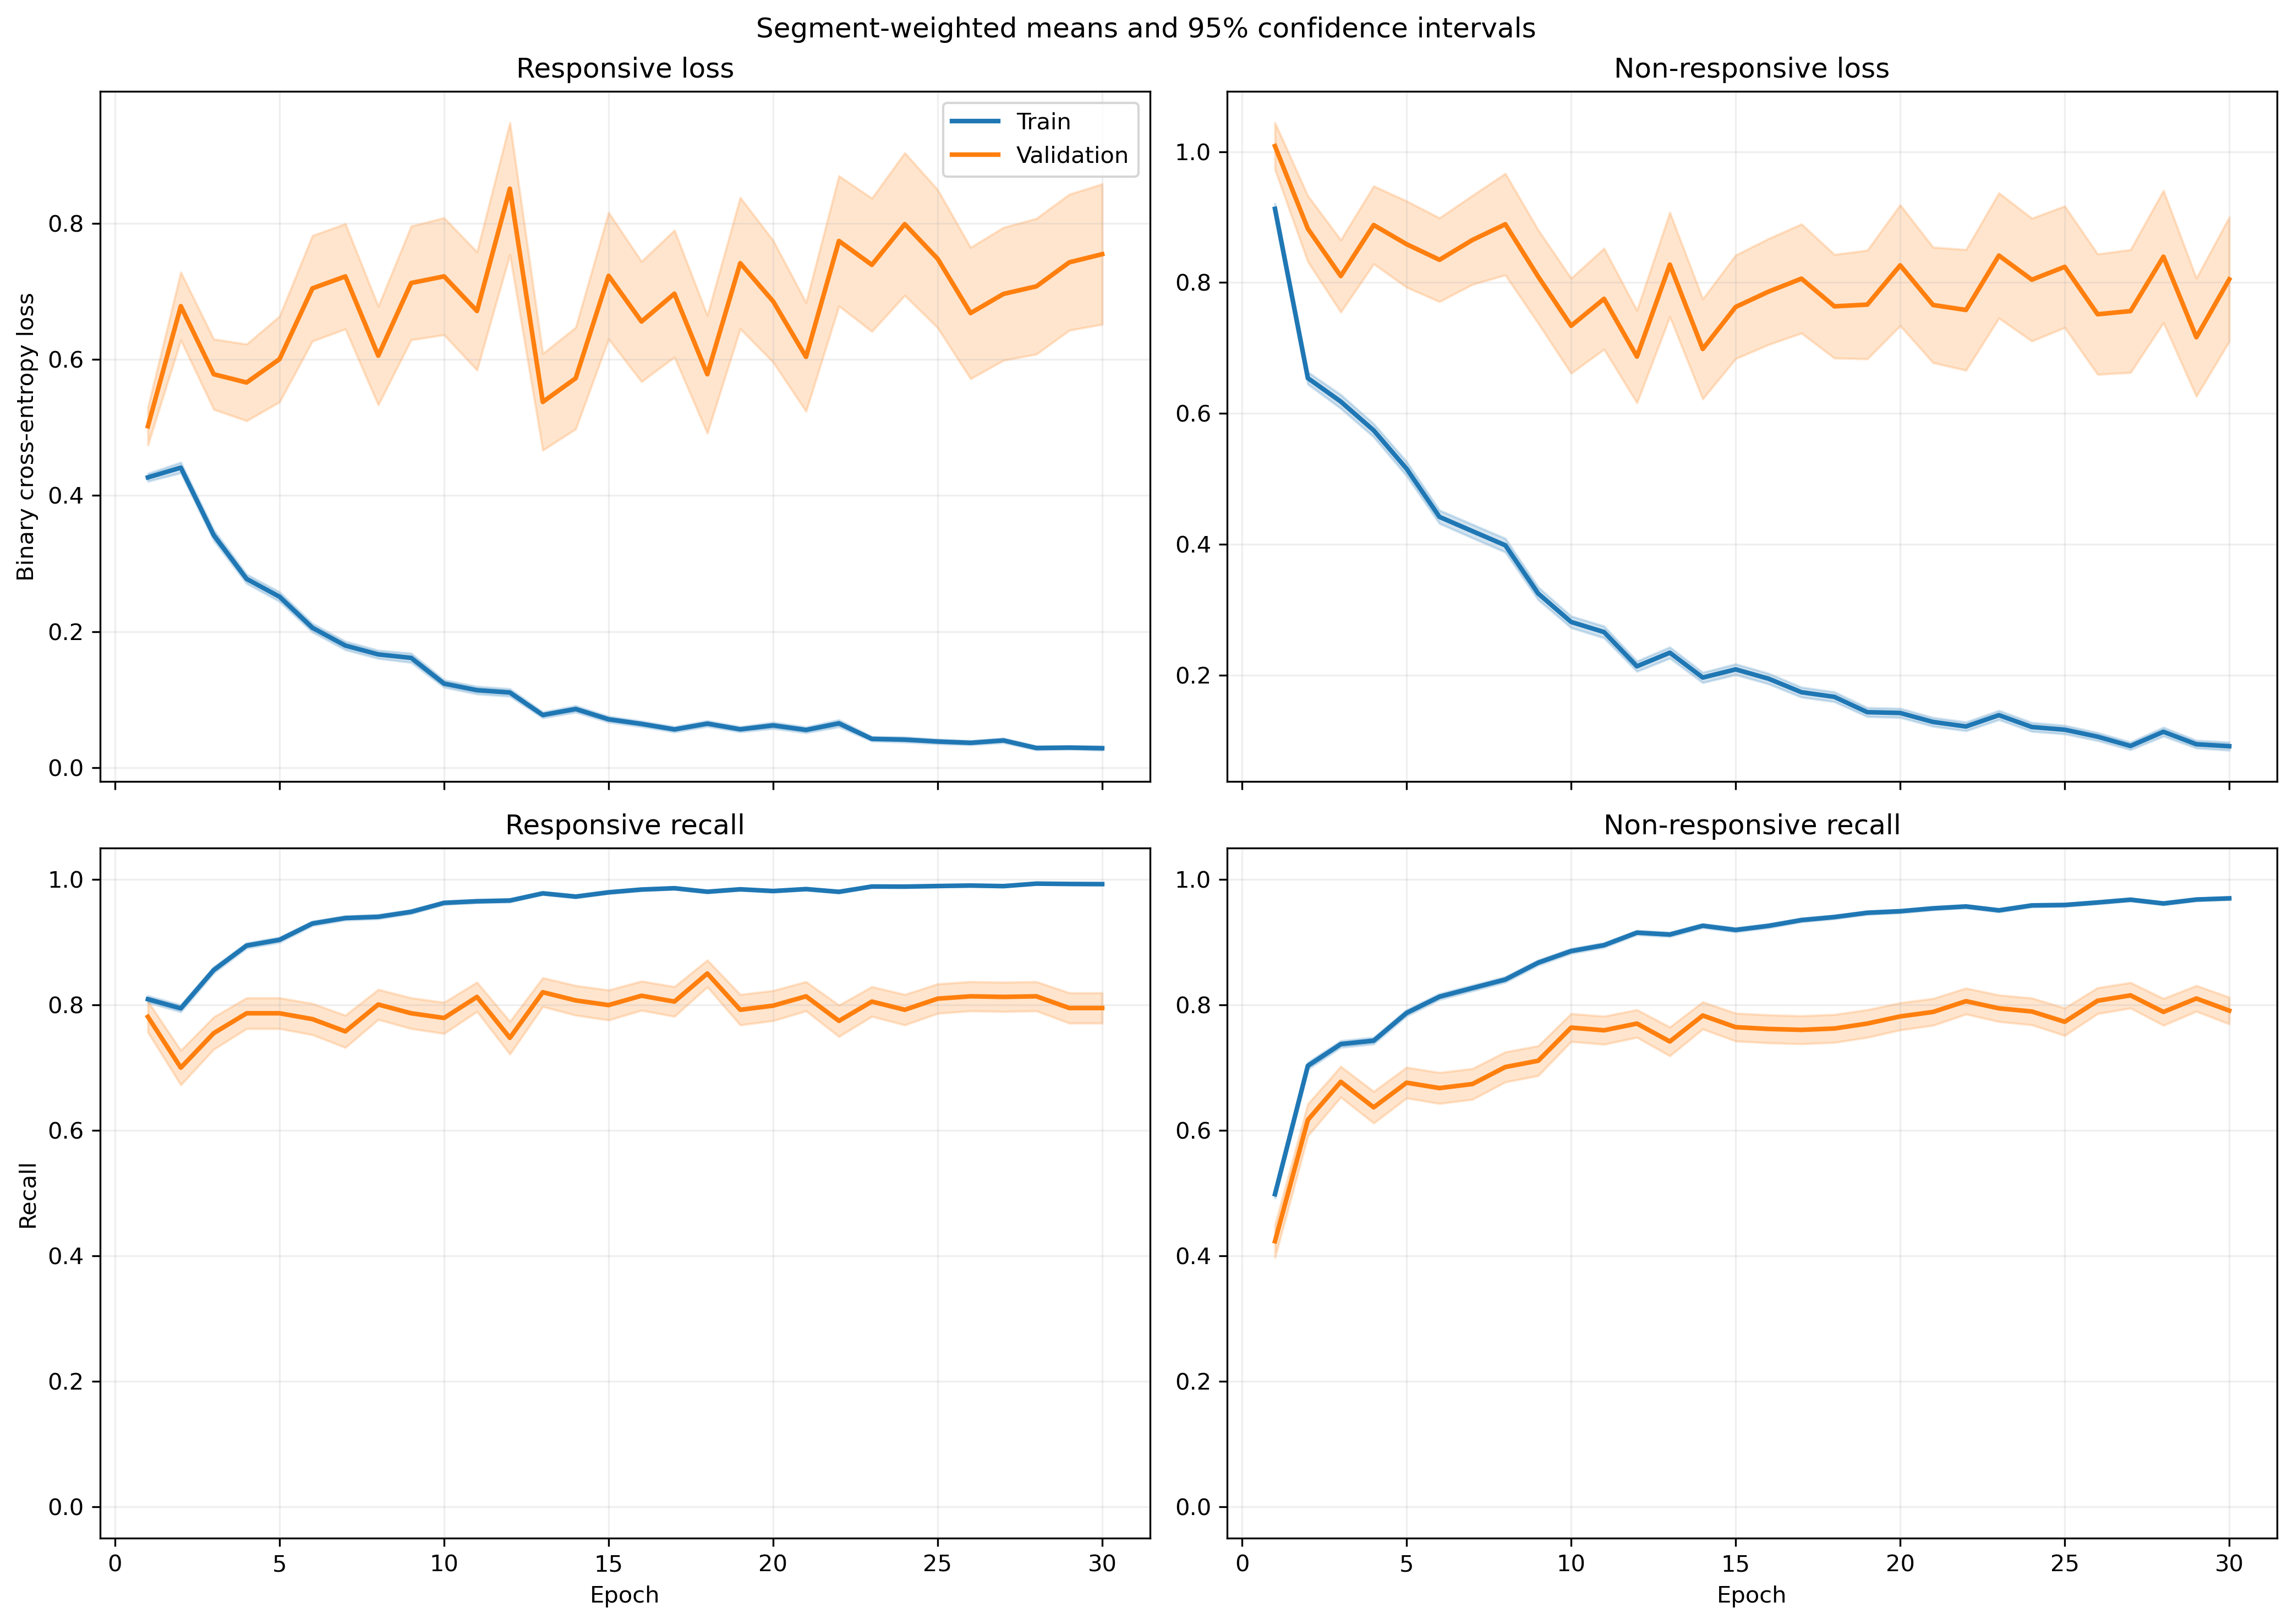 Segment-weighted means and 95% confidence intervals
Responsive loss
Non-responsive loss
Train
Validation
Binary cross-entropy loss
0.8
0.6
0.4
0.2
0.0
1.0
0.8
0.6
0.4
0.2
Responsive recall
Non-responsive recall
Recall
1.0
0.8
0.6
0.4
0.2
0.0
1.0
0.8
0.6
0.4
0.2
0.0
0 5 10 15 20 25 30
0 5 10 15 20 25 30
Epoch
Epoch